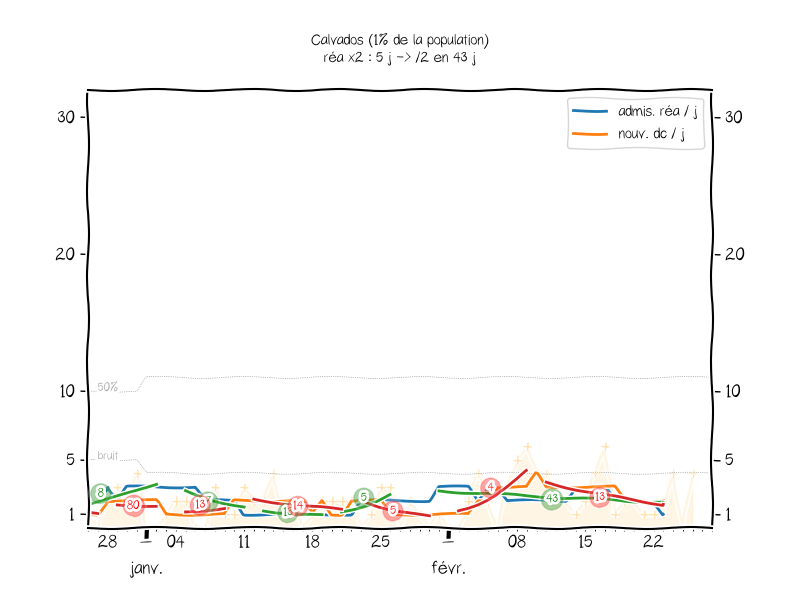 Calvados (1% de la population)
réa x2 : 5 j -> /2 en 43 j
admis. réa / j
nouv. dc / j
30 30
20 20
10 10
50%
5 5
bruit
1 1
8 80 13 14 5 5 4 43 13
28 04 11 18 25 08 15 22
janv. févr.